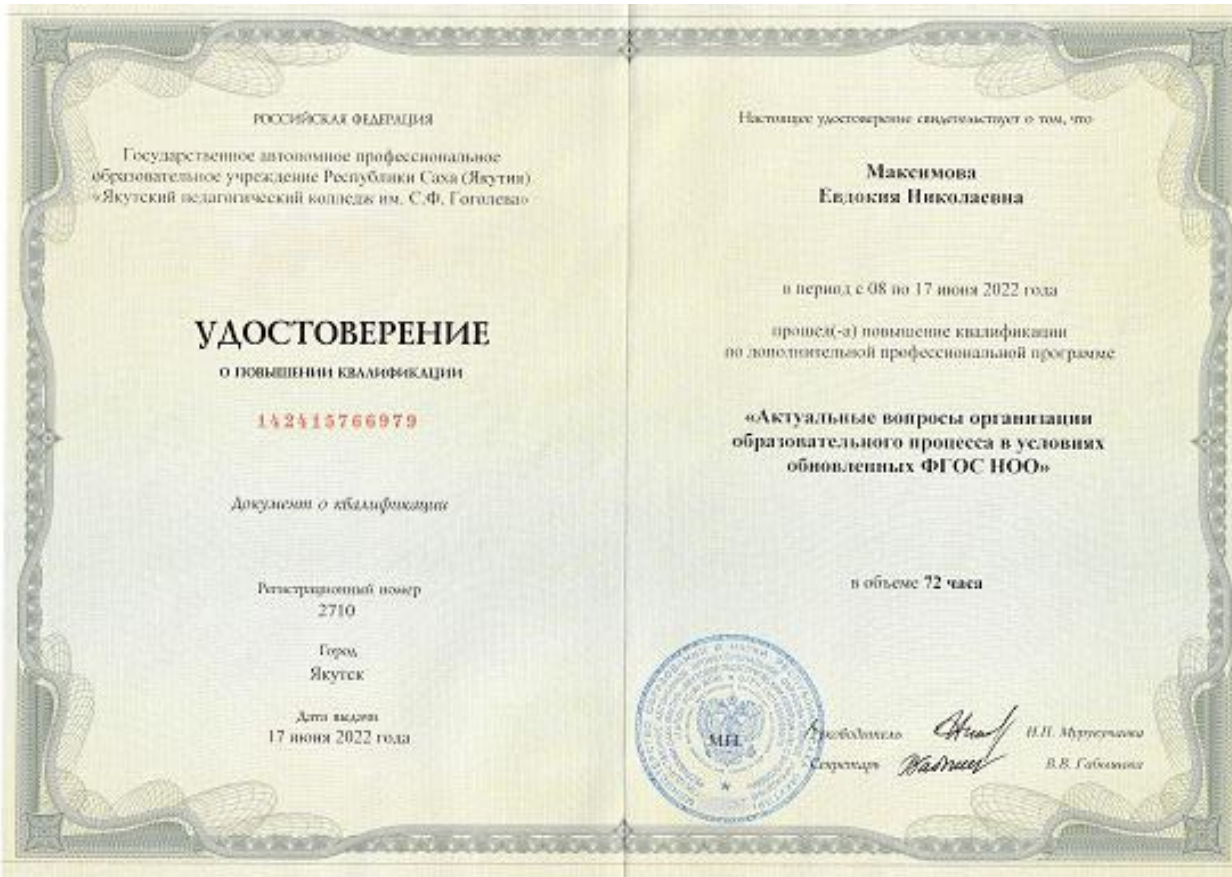 РОССИЙСКАЯ ФЕДЕРАЦИЯ
Государственное автономное профессиональное
образовательное учреждение Республики Саха (Якутия)
«Якутский педагогический колледж им. С.Ф. Гоголева»
УДОСТОВЕРЕНИЕ
О ПОВЫШЕНИИ КВАЛИФИКАЦИИ
142415766979
Документ о квалификации
Регистрационный номер
2710
Город
Якутск
Дата выдачи
17 июня 2022 года
Настоящее удостоверение свидетельствует о том, что
Максимова
Евдокия Николаевна
в период с 08 по 17 июня 2022 года
прошел(-а) повышение квалификации
по дополнительной профессиональной программе
«Актуальные вопросы организации
образовательного процесса в условиях
обновленных ФГОС НОО»
в объеме 72 часа
М.П.
Руководитель
Секретарь
В.В. Габышева